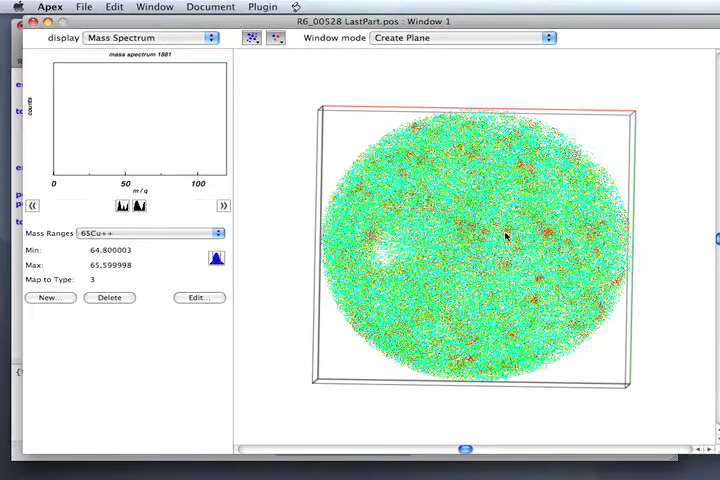 Apex File Edit Window Document Plugin
R6_00528 LastPart.pos : Window 1
display Mass Spectrum Window mode Create Plane
mass spectrum 1881
counts
0 50 100
m/q
Mass Ranges 65Cu++
Min: 64.800003
Max: 65.599998
Map to Type: 3
New... Delete Edit...